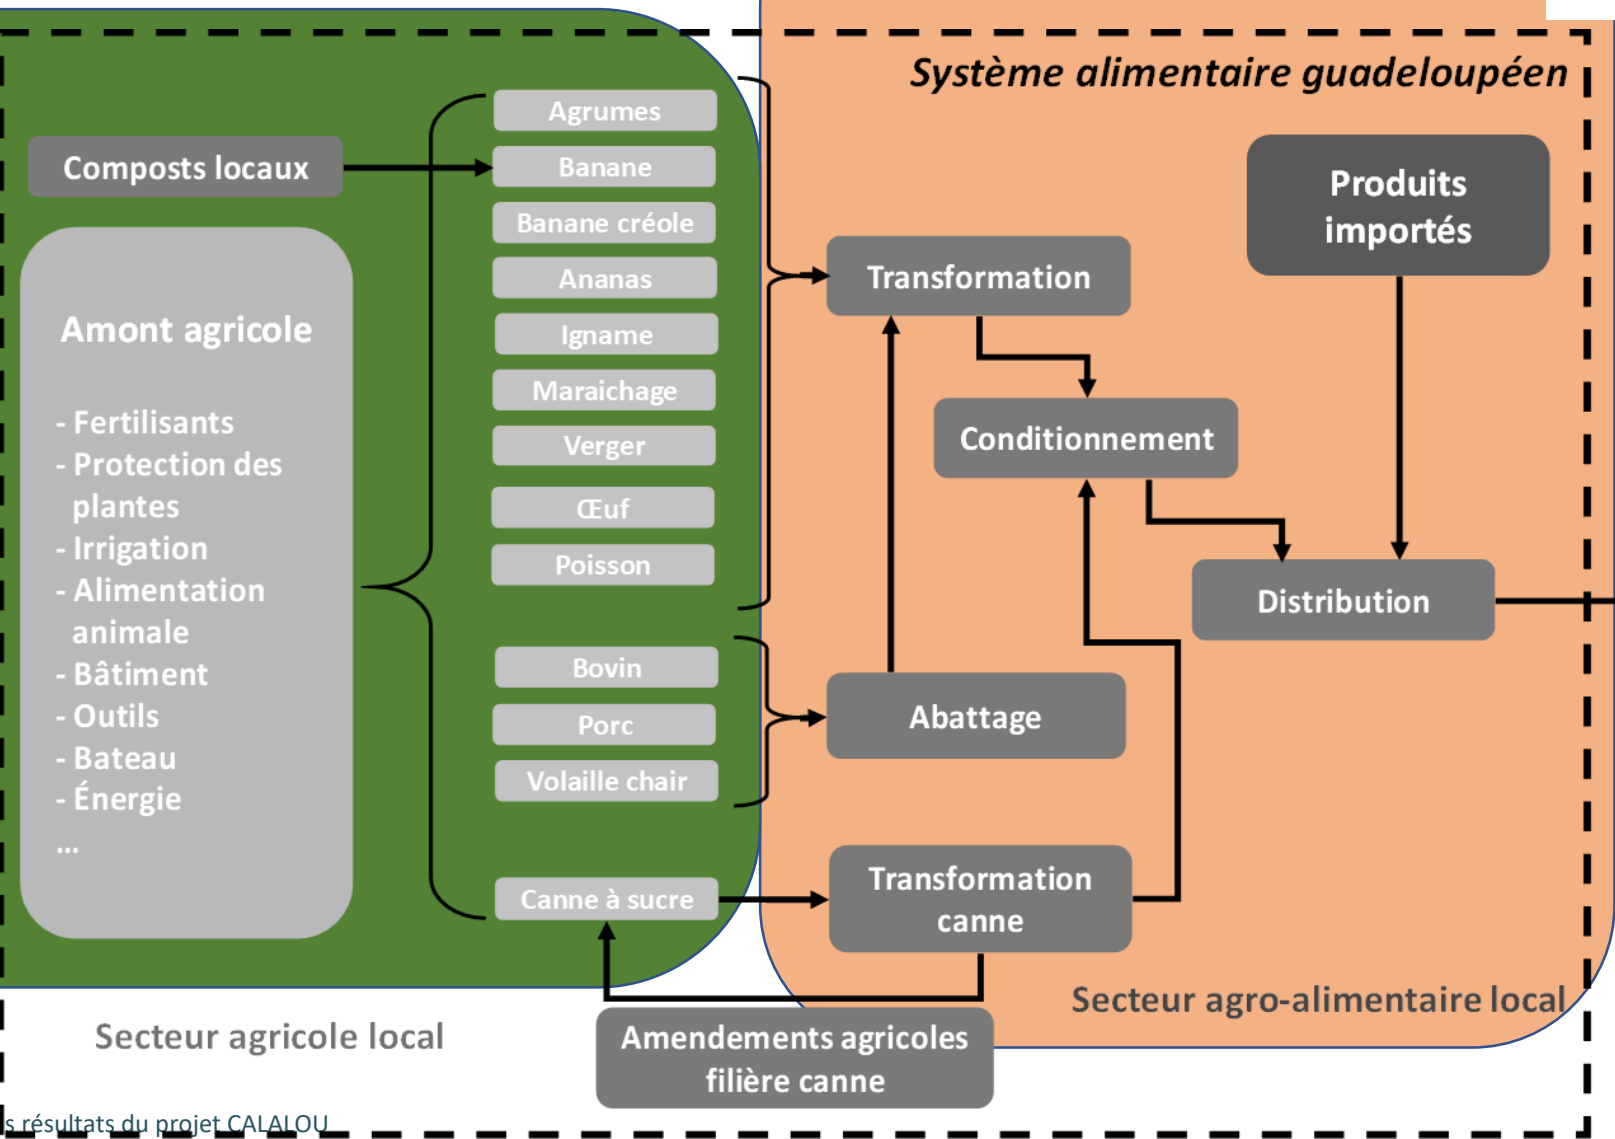 Système alimentaire guadeloupéen
Composts locaux
Amont agricole
- Fertilisants
- Protection des
plantes
- Irrigation
- Alimentation
animale
- Bâtiment
- Outils
- Bateau
- Énergie
...
Agrumes
Banane
Banane créole
Ananas
Igname
Maraichage
Verger
Œuf
Poisson
Bovin
Porc
Volaille chair
Canne à sucre
Produits
importés
Transformation
Conditionnement
Distribution
Abattage
Transformation
canne
Amendements agricoles
filière canne
Secteur agricole local
Secteur agro-alimentaire local
s résultats du projet CALALOU